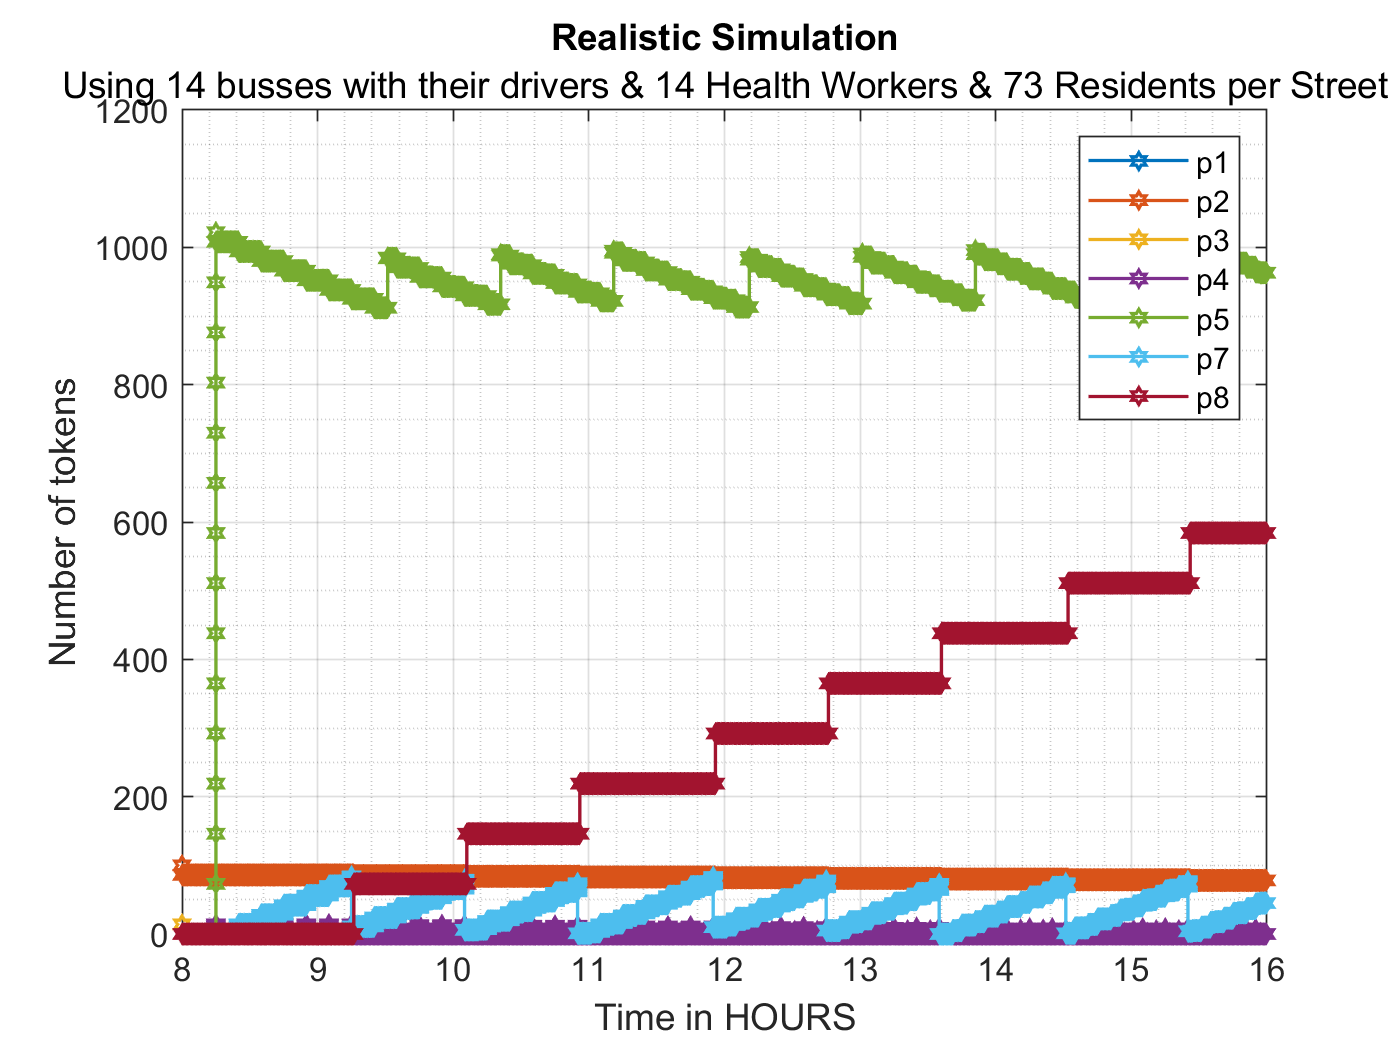 Realistic Simulation
Using 14 busses with their drivers & 14 Health Workers & 73 Residents per Street
1200
1000
800
600
400
200
0
Number of tokens
p1
p2
p3
p4
p5
p7
p8
8 9 10 11 12 13 14 15 16
Time in HOURS